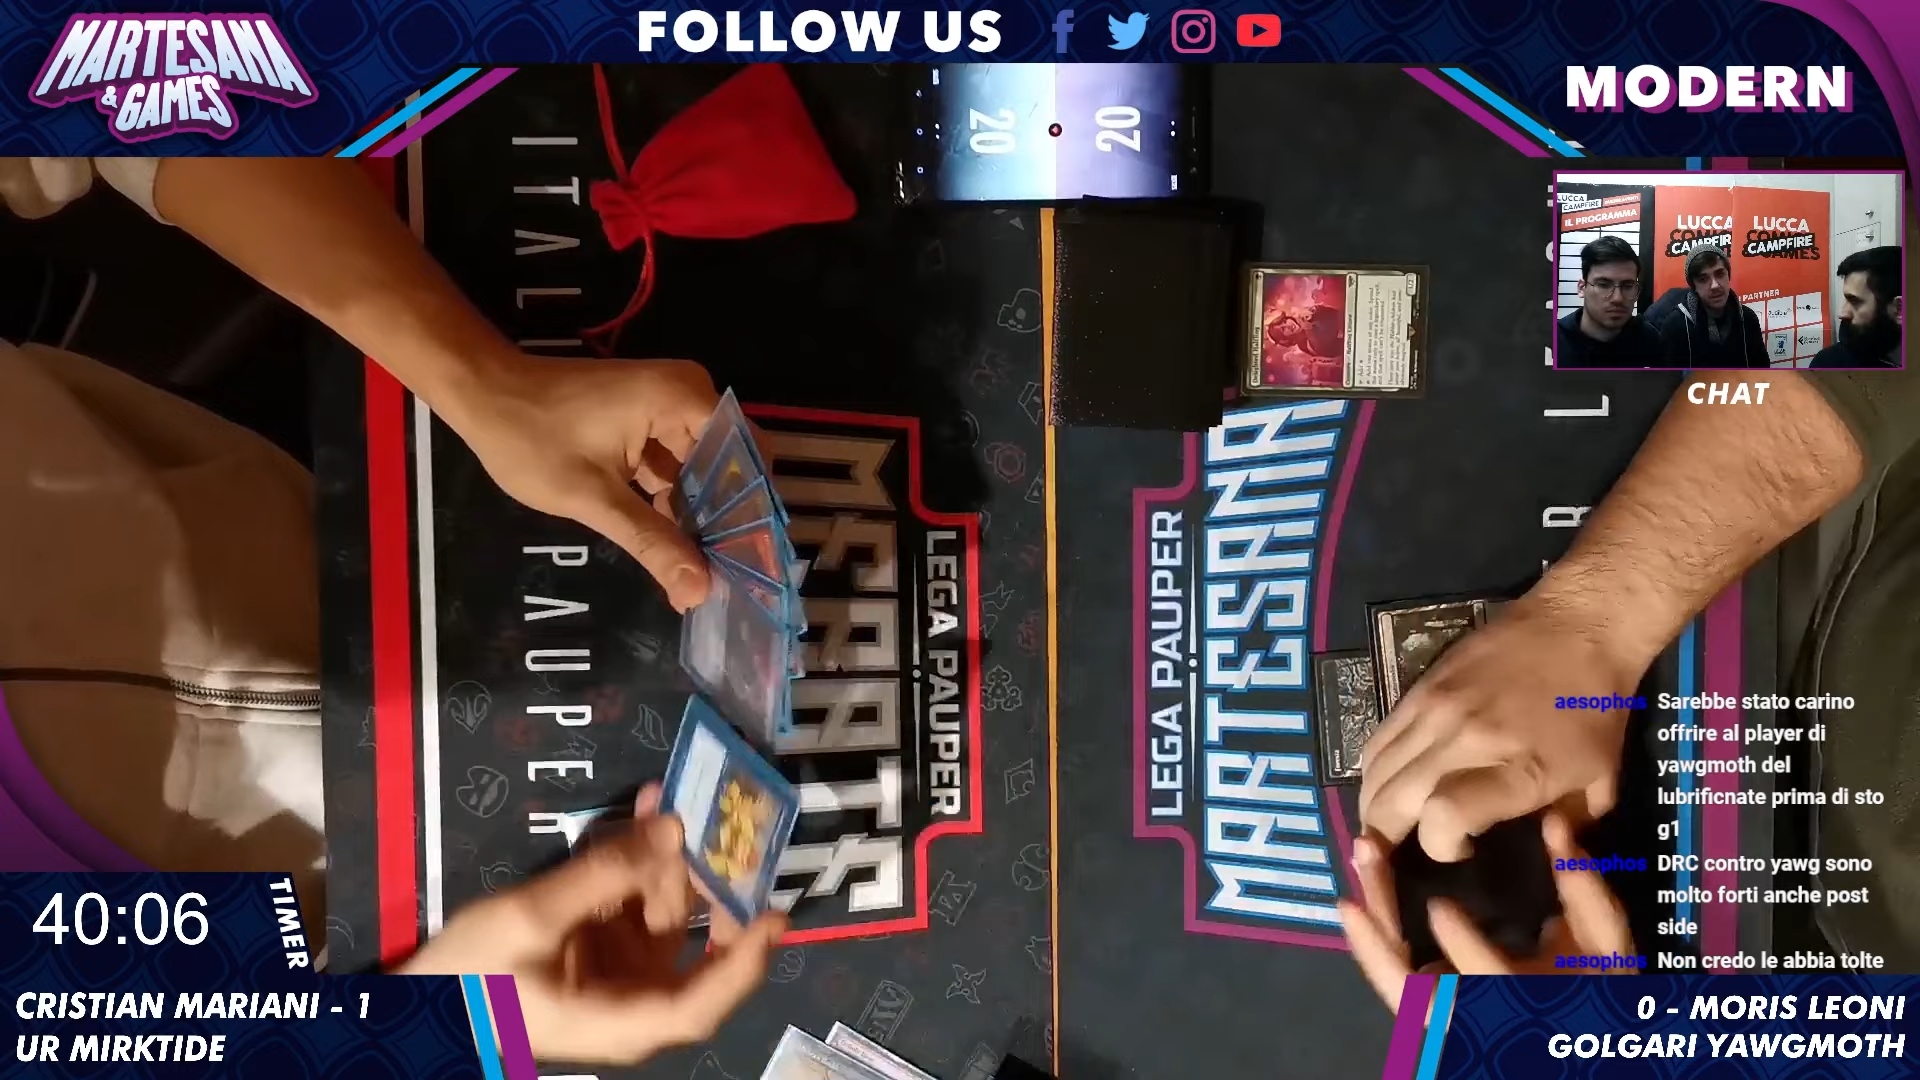 MARTESANA
& GAMES
FOLLOW US
MODERN
20
20
ITALI
PAUPER
LEGA PAUPER
LEGA PAUPER
MARTESANA
LUCCA
CAMPFIRE
IL PROGRAMMA
LUCCA
CAMPFIRE
LUCCA
CAMPFIRE
GAMES
PARTNER
Delighted Halfling
CHAT
aesophos Sarebbe stato carino
offrire al player di
yawgmoth del
lubrificnate prima di sto
g1
aesophos DRC contro yawg sono
molto forti anche post
side
aesophos Non credo le abbia tolte
40:06
TIMER
CRISTIAN MARIANI - 1
UR MIRKTIDE
0 - MORIS LEONI
GOLGARI YAWGMOTH